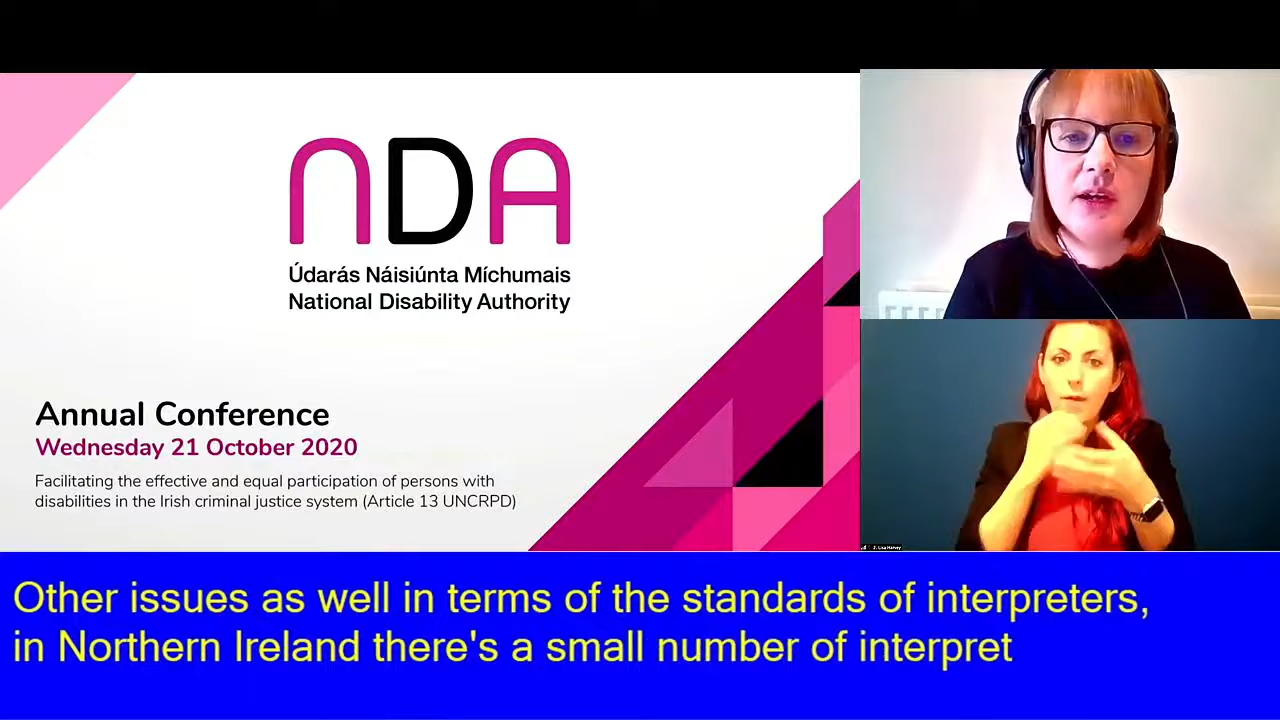 NDA
Údarás Náisiúnta Míchumais
National Disability Authority
Annual Conference
Wednesday 21 October 2020
Facilitating the effective and equal participation of persons with
disabilities in the Irish criminal justice system (Article 13 UNCRPD)
Lisa Harvey
Other issues as well in terms of the standards of interpreters,
in Northern Ireland there's a small number of interpret